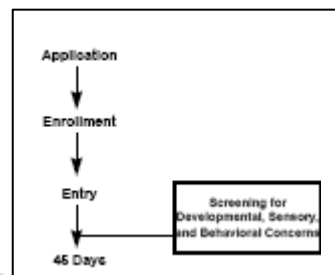 Application
Enrollment
Entry
Screening for
Developmental, Sensory,
and Behavioral Concerns
45 Days